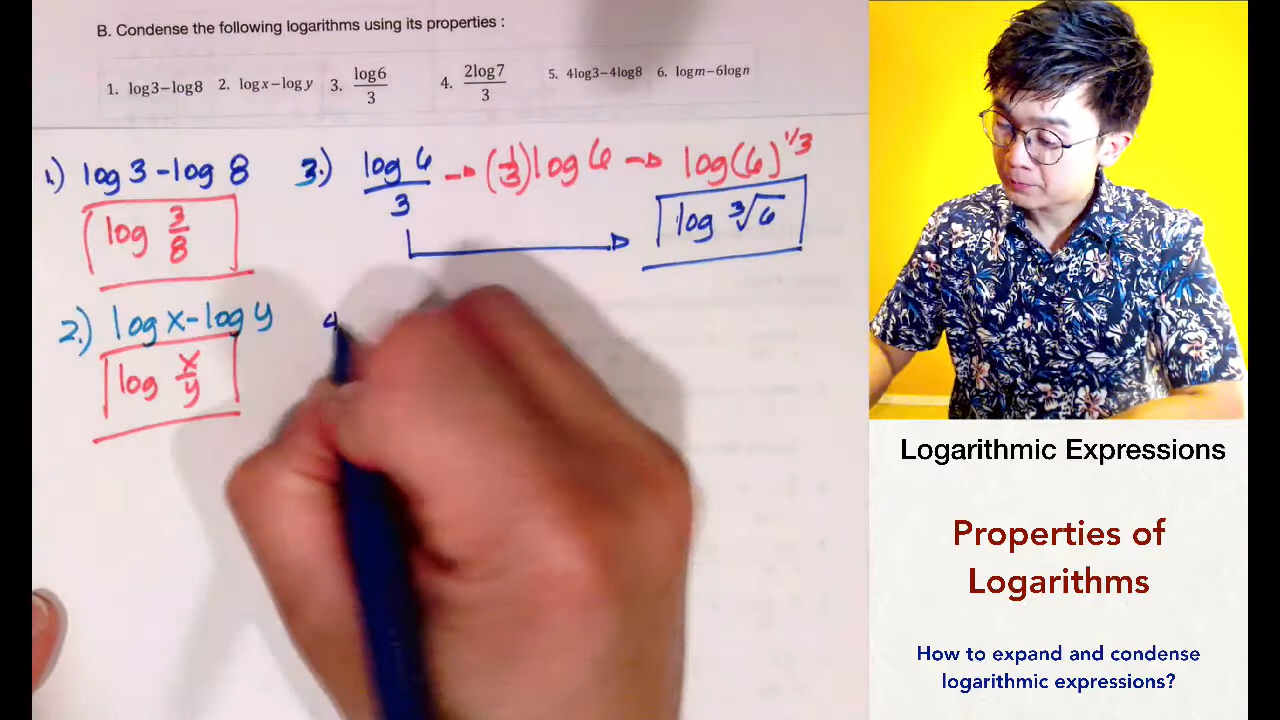 B. Condense the following logarithms using its properties :
1. log3−log8 2. logx−logy 3. log6/3 4. 2log7/3 5. 4log3−4log8 6. logm−6logn
1.) log 3 − log 8
log 3/8
2.) log x − log y
log x/y
3.) log 6/3 → (1/3) log 6 → log(6)^1/3
log ∛6
4
Logarithmic Expressions
Properties of
Logarithms
How to expand and condense
logarithmic expressions?